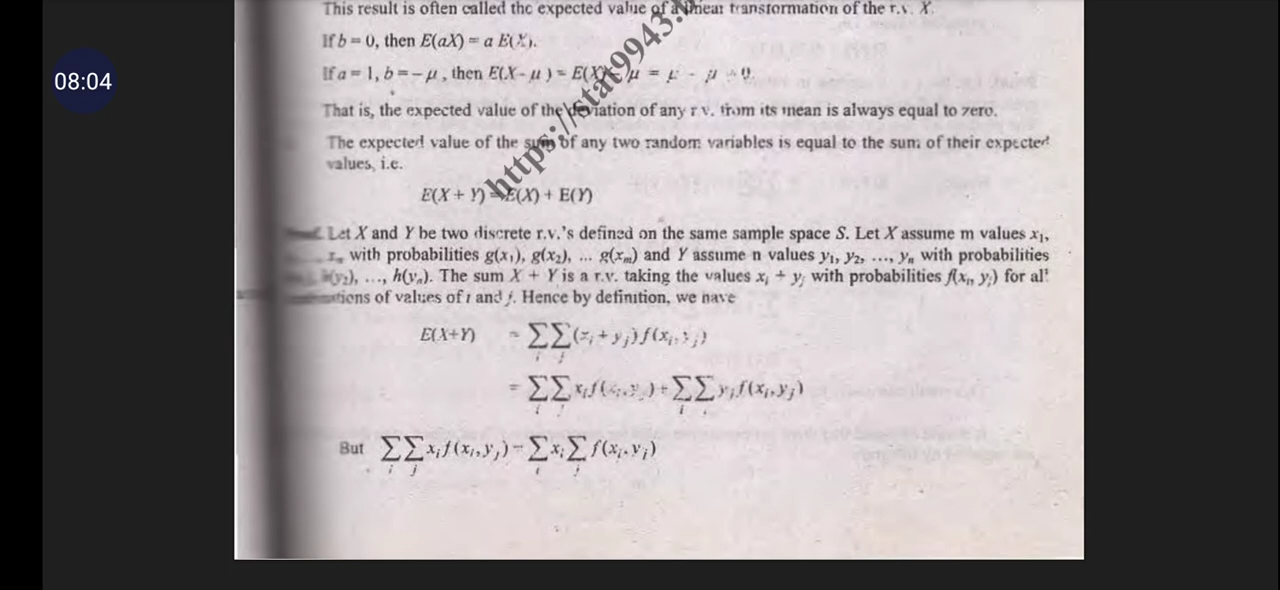 08:04
This result is often called the expected value of a linear transformation of the r.v. X.
If b = 0, then E(aX) = a E(X).
If a = 1, b = − μ, then E(X- μ) = E(X) - μ = μ - μ = 0
That is, the expected value of the deviation of any r v. from its mean is always equal to zero.
The expected value of the sum of any two random variables is equal to the sum of their expected
values, i.e.
E(X + Y) = E(X) + E(Y)
Let X and Y be two discrete r.v.'s defined on the same sample space S. Let X assume m values x₁,
with probabilities g(x₁), g(x₂), ... g(xₘ) and Y assume n values y₁, y₂, ..., yₙ with probabilities
h(y₂), ..., h(yₙ). The sum X + Y is a r.v. taking the values xᵢ + yⱼ with probabilities f(xᵢ, yⱼ) for all
of values of i and j. Hence by definition, we have
E(X+Y) = ∑ᵢ∑ⱼ(xᵢ + yⱼ) f(xᵢ, yⱼ)
= ∑ᵢ∑ⱼ xᵢ f(xᵢ, yⱼ) + ∑ᵢ∑ⱼ yⱼ f(xᵢ, yⱼ)
But ∑ᵢ∑ⱼ xᵢ f(xᵢ, yⱼ) = ∑ᵢ xᵢ ∑ⱼ f(xᵢ, yⱼ)